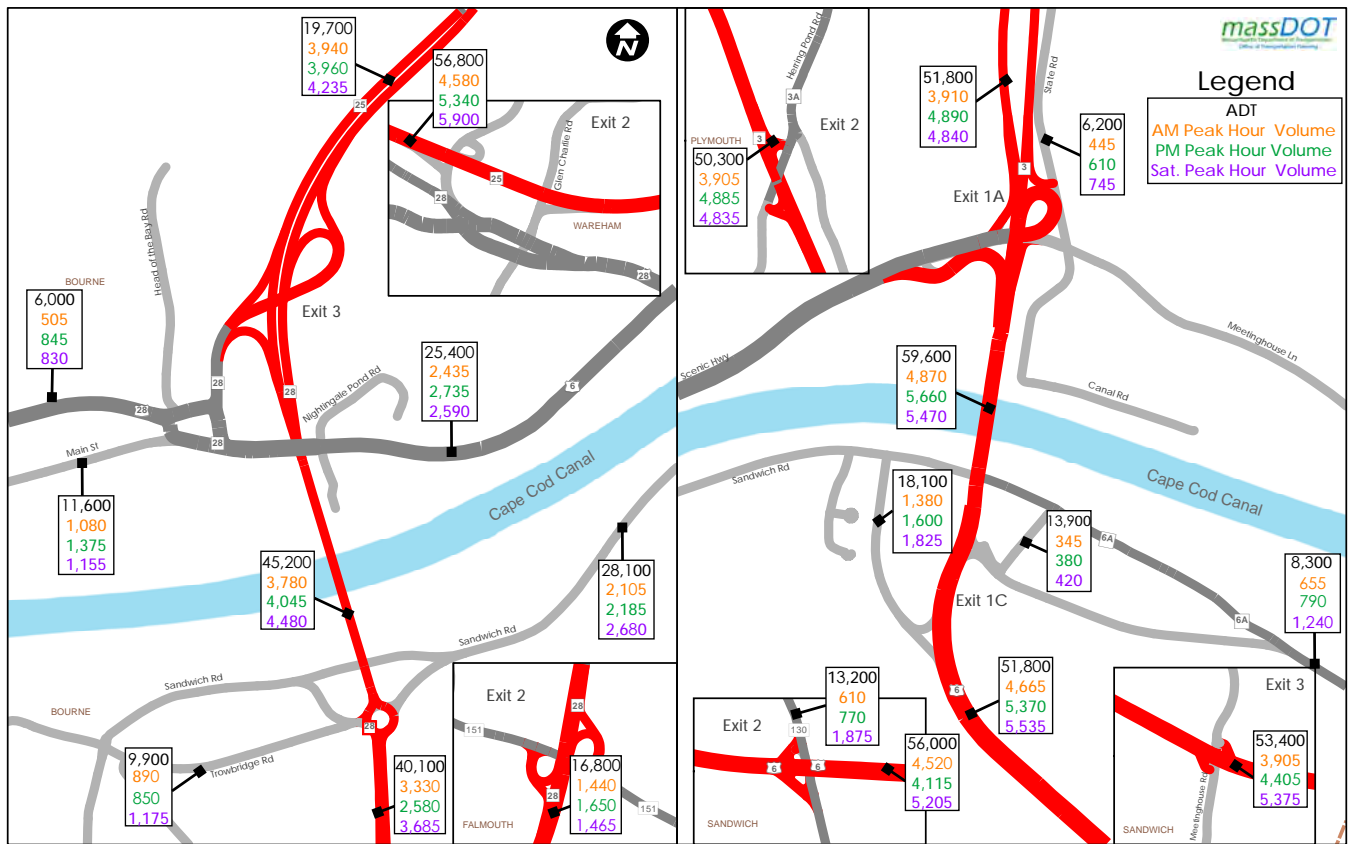 19,700
3,940
3,960
4,235
N
56,800
4,580
5,340
5,900
25
Exit 2
Glen Charlie Rd
25
28
WAREHAM
28
Head of the Bay Rd
BOURNE
6,000
505
845
830
Exit 3
25,400
2,435
2,735
2,590
6
28
28
28
28
Nightingale Pond Rd
Main St
11,600
1,080
1,375
1,155
Cape Cod Canal
45,200
3,780
4,045
4,480
28,100
2,105
2,185
2,680
Sandwich Rd
Sandwich Rd
BOURNE
28
9,900
890
850
1,175
Trowbridge Rd
40,100
3,330
2,580
3,685
Exit 2
28
151
16,800
1,440
1,650
1,465
28
151
FALMOUTH
Herring Pond Rd
3A
Exit 2
PLYMOUTH
3
50,300
3,905
4,885
4,835
51,800
3,910
4,890
4,840
State Rd
6,200
445
610
745
3
Exit 1A
massDOT
Massachusetts Department of Transportation
Office of Transportation Planning
Legend
ADT
AM Peak Hour Volume
PM Peak Hour Volume
Sat. Peak Hour Volume
Scenic Hwy
Meetinghouse Ln
59,600
4,870
5,660
5,470
Canal Rd
Sandwich Rd
Cape Cod Canal
18,100
1,380
1,600
1,825
13,900
345
380
420
6A
8,300
655
790
1,240
Exit 1C
6A
6
51,800
4,665
5,370
5,535
Exit 2
13,200
610
770
1,875
130
6
6
56,000
4,520
4,115
5,205
SANDWICH
Exit 3
53,400
3,905
4,405
5,375
Meetinghouse Rd
SANDWICH